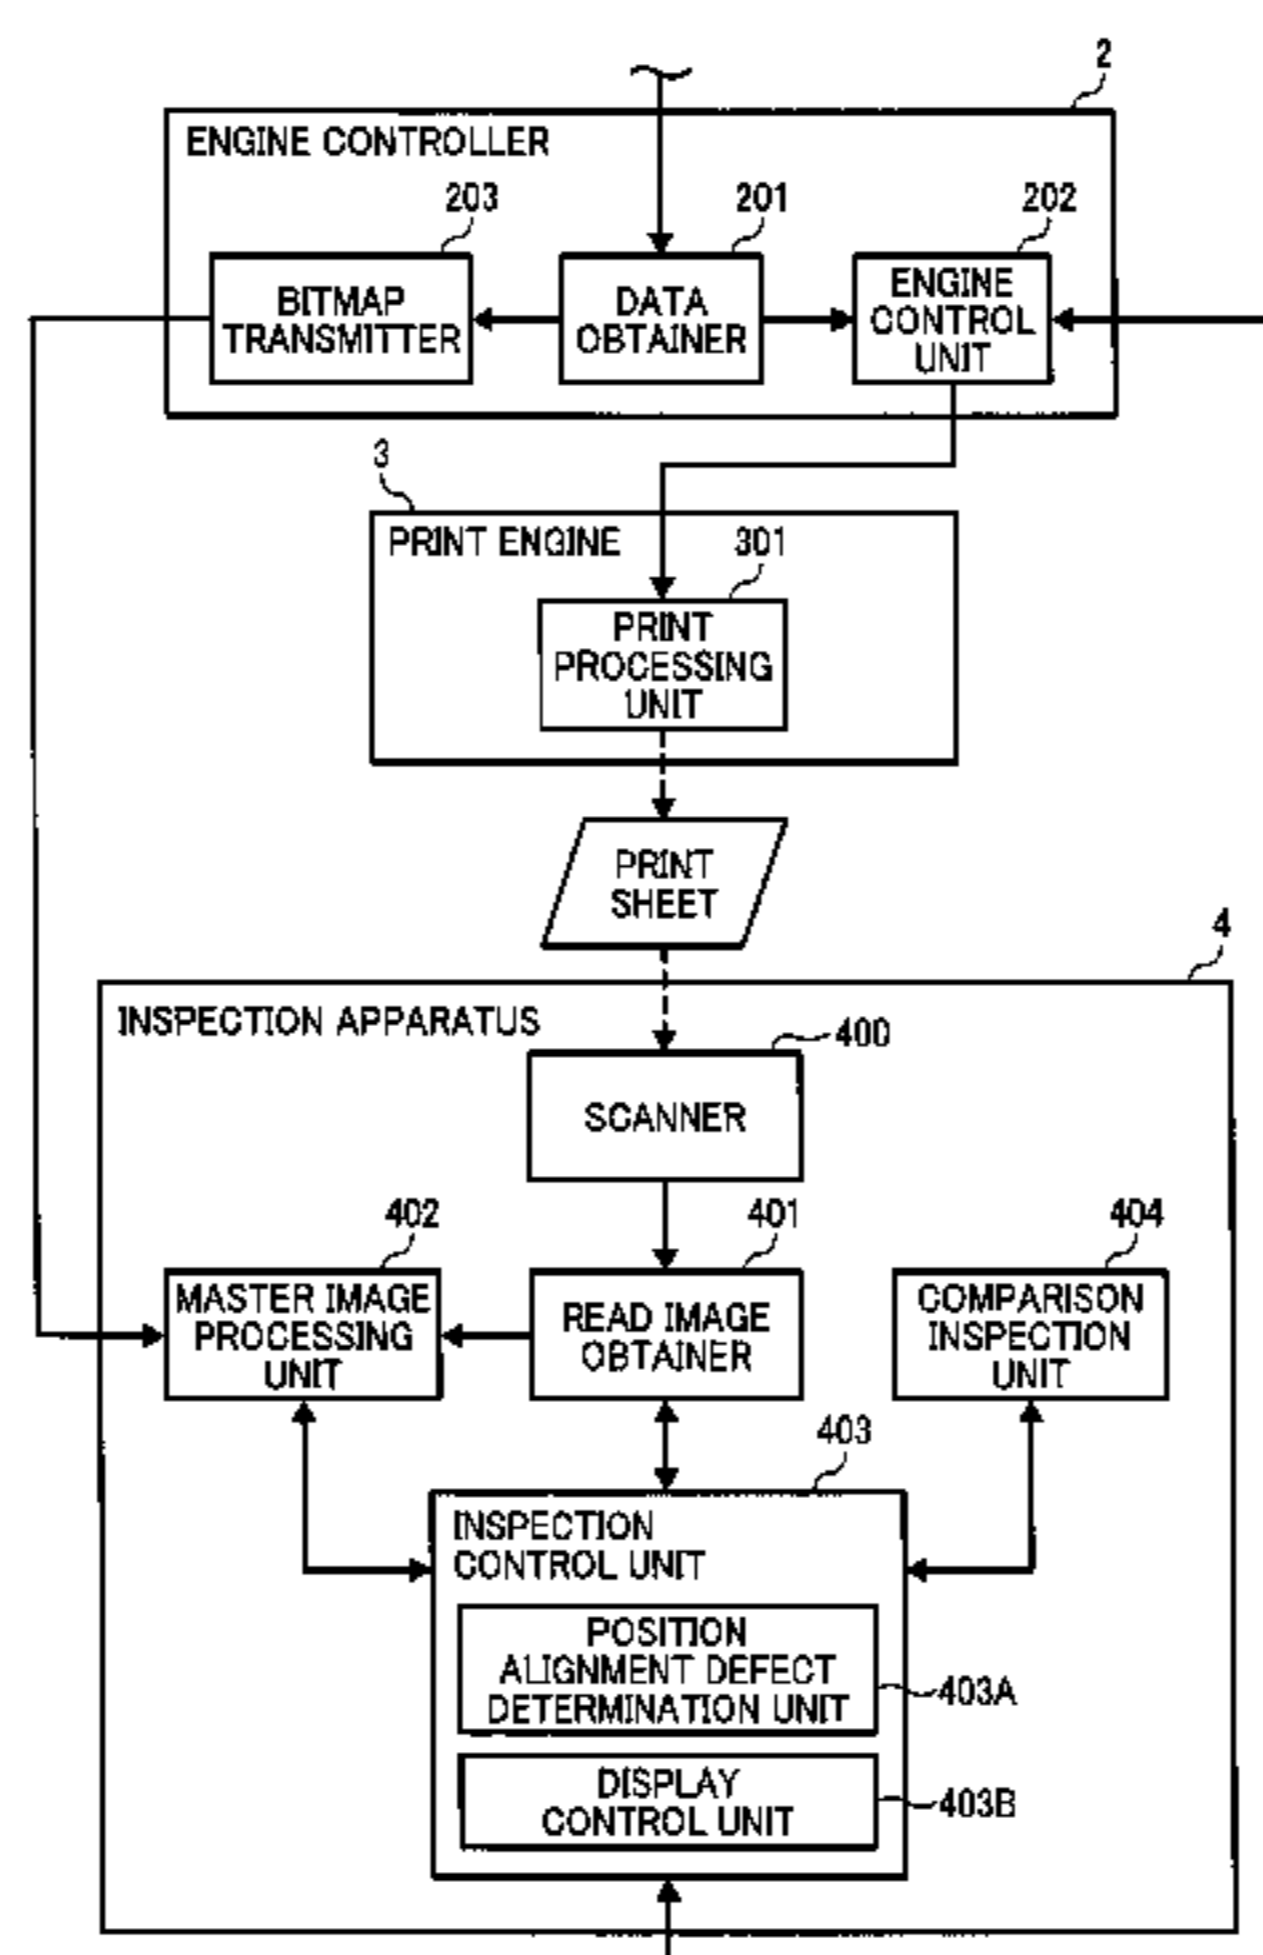 2
ENGINE CONTROLLER
203
201
202
BITMAP
TRANSMITTER
DATA
OBTAINER
ENGINE
CONTROL
UNIT
3
PRINT ENGINE
301
PRINT
PROCESSING
UNIT
PRINT
SHEET
4
INSPECTION APPARATUS
400
SCANNER
402
401
404
MASTER IMAGE
PROCESSING
UNIT
READ IMAGE
OBTAINER
COMPARISON
INSPECTION
UNIT
403
INSPECTION
CONTROL UNIT
POSITION
ALIGNMENT DEFECT
DETERMINATION UNIT
403A
DISPLAY
CONTROL UNIT
403B